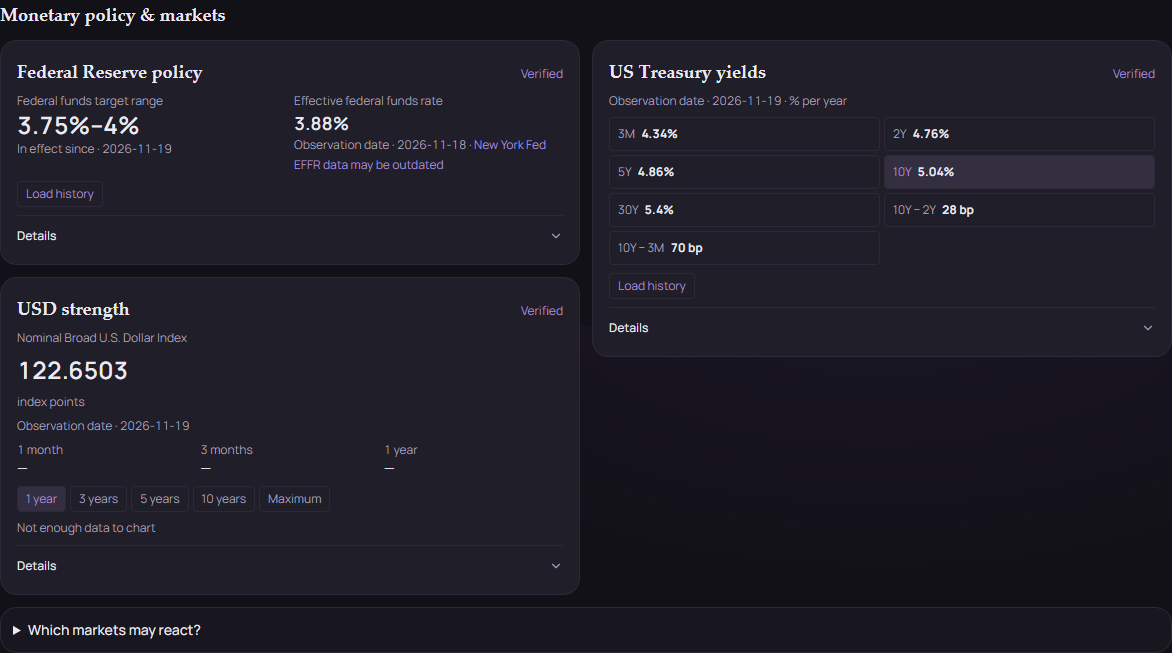 Monetary policy & markets
Federal Reserve policy
Verified
Federal funds target range
3.75%–4%
In effect since · 2026-11-19
Effective federal funds rate
3.88%
Observation date · 2026-11-18 · New York Fed
EFFR data may be outdated
Load history
Details
USD strength
Verified
Nominal Broad U.S. Dollar Index
122.6503
index points
Observation date · 2026-11-19
1 month
—
3 months
—
1 year
—
1 year 3 years 5 years 10 years Maximum
Not enough data to chart
Details
US Treasury yields
Verified
Observation date · 2026-11-19 · % per year
3M 4.34%
2Y 4.76%
5Y 4.86%
10Y 5.04%
30Y 5.4%
10Y − 2Y 28 bp
10Y − 3M 70 bp
Load history
Details
Which markets may react?